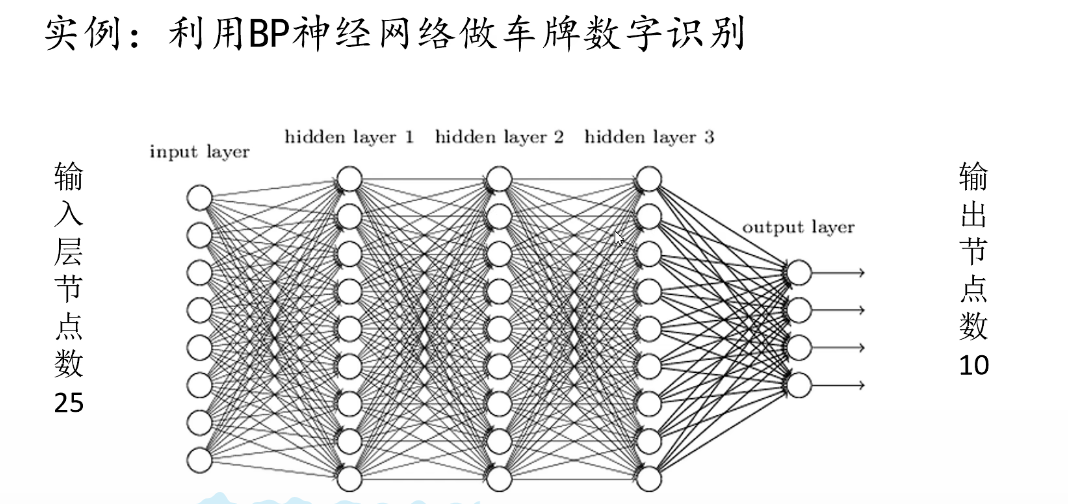 实例：利用BP神经网络做车牌数字识别
input layer
hidden layer 1
hidden layer 2
hidden layer 3
output layer
输入层节点数25
输出节点数10